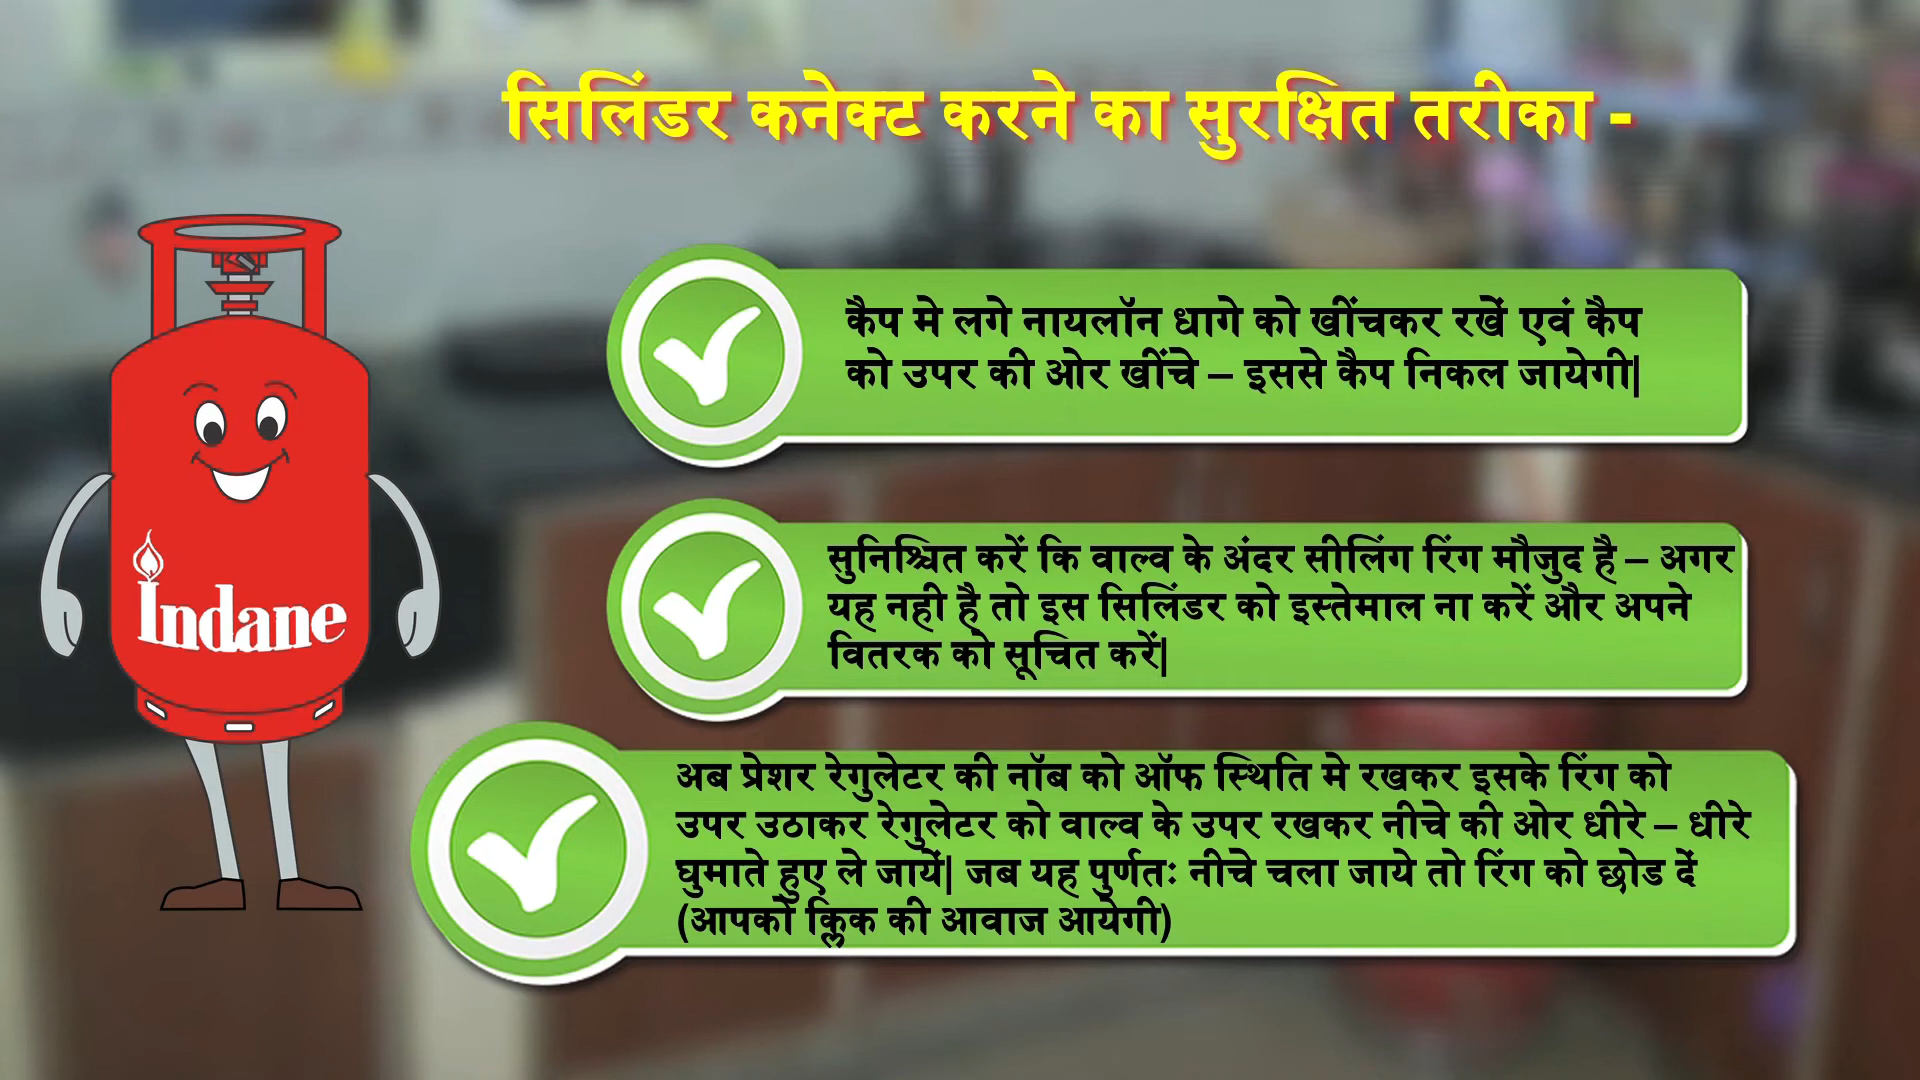 सिलिंडर कनेक्ट करने का सुरक्षित तरीका -
कैप मे लगे नायलॉन धागे को खींचकर रखें एवं कैप
को उपर की ओर खींचे – इससे कैप निकल जायेगी|
सुनिश्चित करें कि वाल्व के अंदर सीलिंग रिंग मौजुद है – अगर
यह नही है तो इस सिलिंडर को इस्तेमाल ना करें और अपने
वितरक को सूचित करें|
Indane
अब प्रेशर रेगुलेटर की नॉब को ऑफ स्थिति मे रखकर इसके रिंग को
उपर उठाकर रेगुलेटर को वाल्व के उपर रखकर नीचे की ओर धीरे – धीरे
घुमाते हुए ले जायें| जब यह पुर्णतः नीचे चला जाये तो रिंग को छोड दें
(आपको क्लिक की आवाज आयेगी)